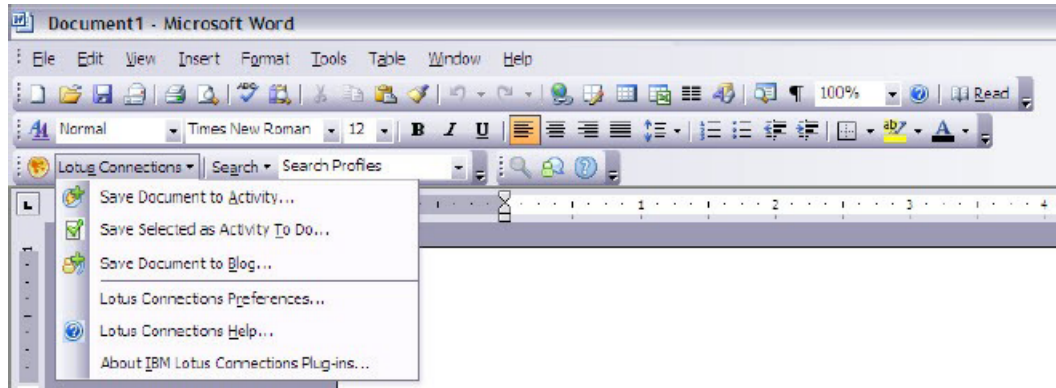 Document1 - Microsoft Word
File Edit View Insert Format Tools Table Window Help
ABC 100% Read
Normal Times New Roman 12 B I U ab A
Lotus Connections Search Search Profiles
L 1 2 3 4
Save Document to Activity...
Save Selected as Activity To Do...
Save Document to Blog...
Lotus Connections Preferences...
Lotus Connections Help...
About IBM Lotus Connections Plug-ins...